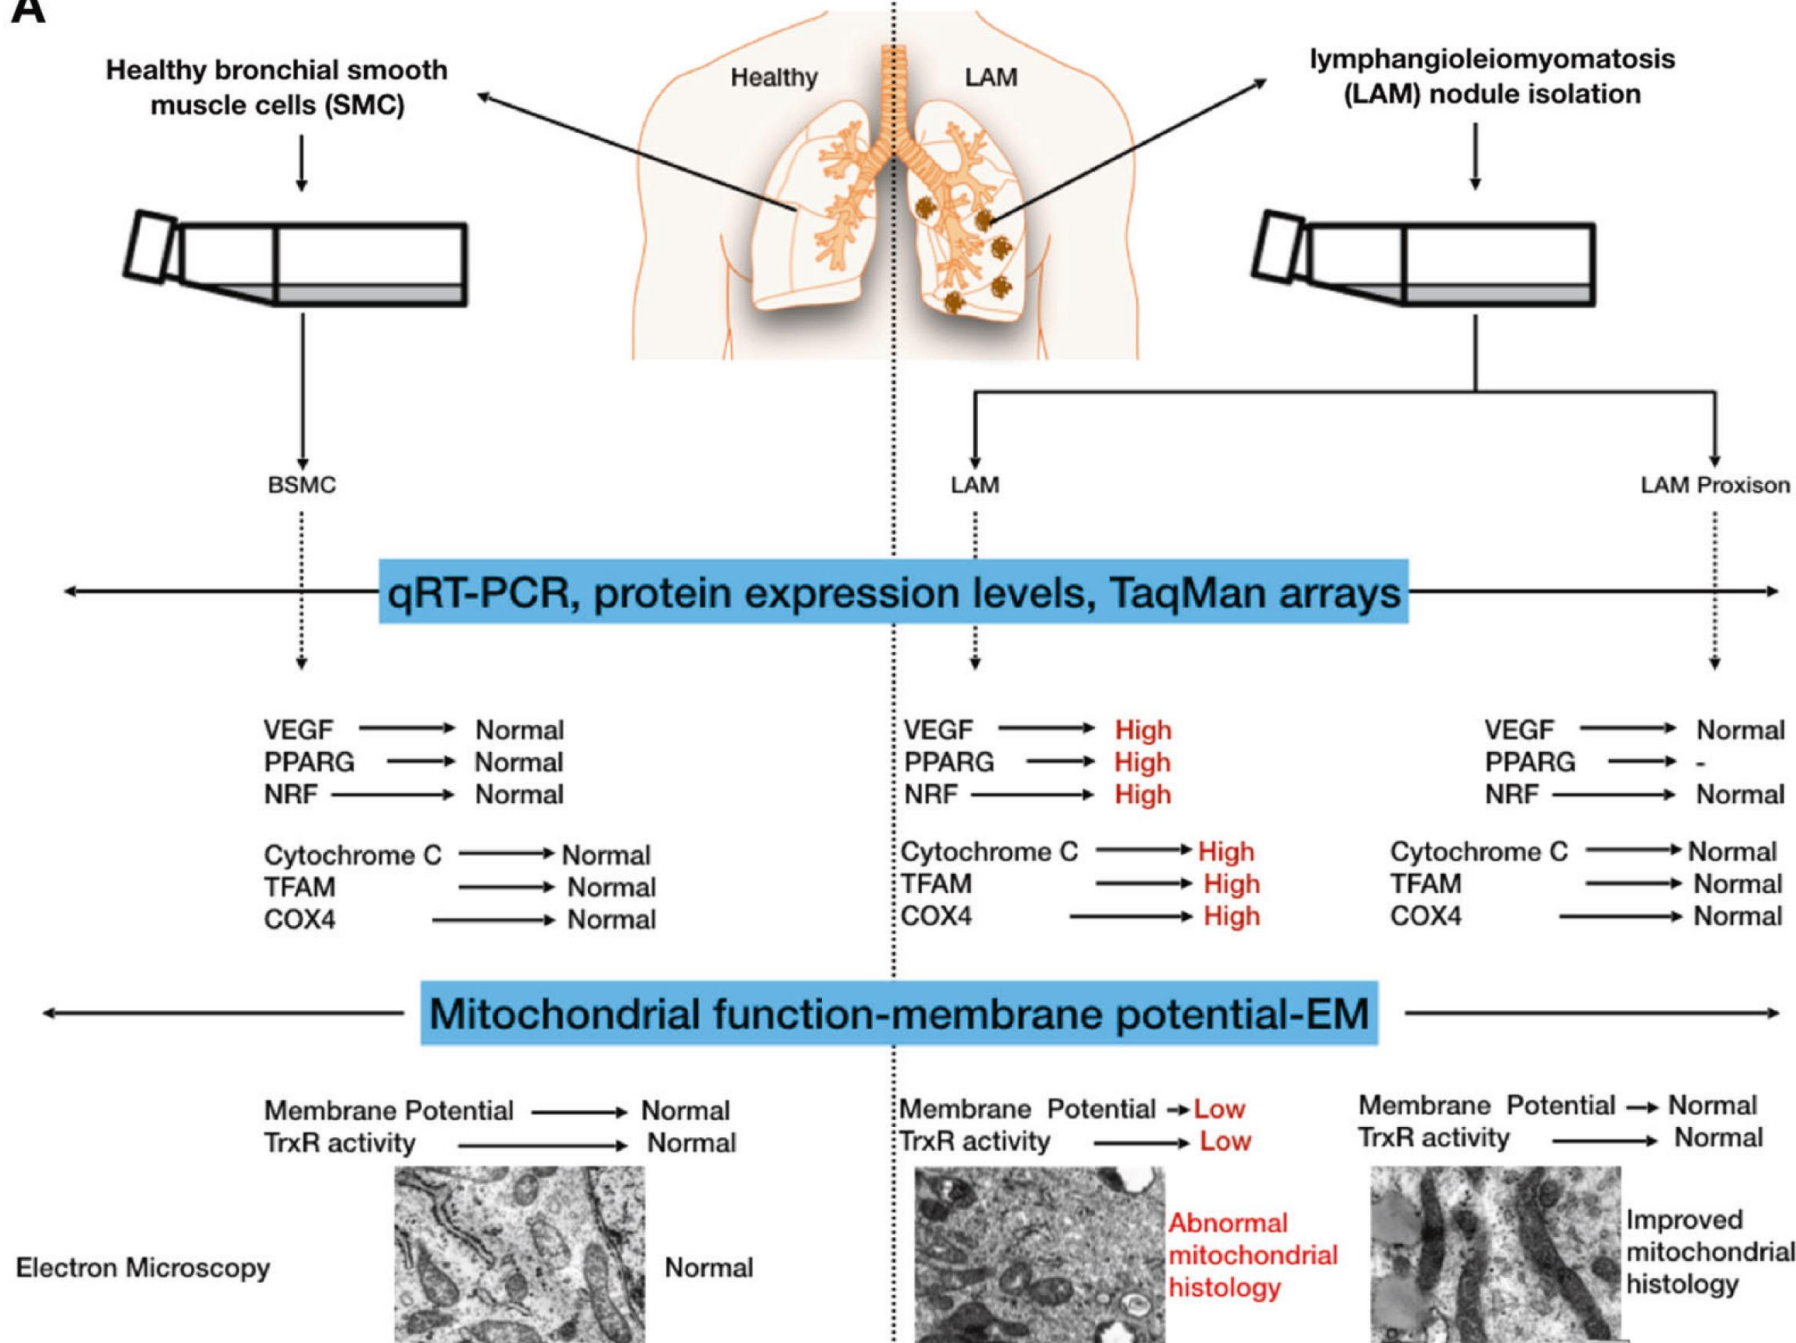 A
Healthy bronchial smooth
muscle cells (SMC)
Healthy
LAM
lymphangioleiomyomatosis
(LAM) nodule isolation
BSMC
LAM
LAM Proxison
qRT-PCR, protein expression levels, TaqMan arrays
VEGF Normal
PPARG Normal
NRF Normal
Cytochrome C Normal
TFAM Normal
COX4 Normal
VEGF High
PPARG High
NRF High
Cytochrome C High
TFAM High
COX4 High
VEGF Normal
PPARG -
NRF Normal
Cytochrome C Normal
TFAM Normal
COX4 Normal
Mitochondrial function-membrane potential-EM
Membrane Potential Normal
TrxR activity Normal
Membrane Potential Low
TrxR activity Low
Membrane Potential Normal
TrxR activity Normal
Electron Microscopy
Normal
Abnormal
mitochondrial
histology
Improved
mitochondrial
histology